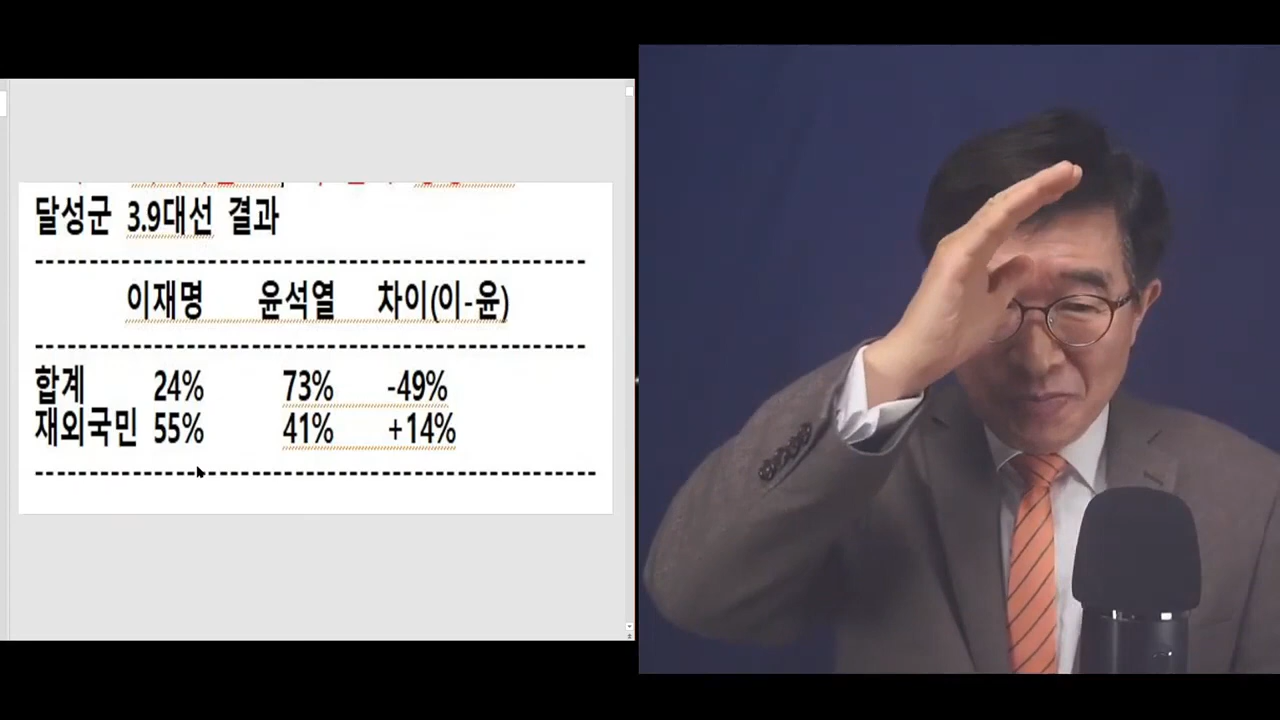 달성군 3.9대선 결과
이재명 윤석열 차이(이-윤)
합계 24% 73% -49%
재외국민 55% 41% +14%